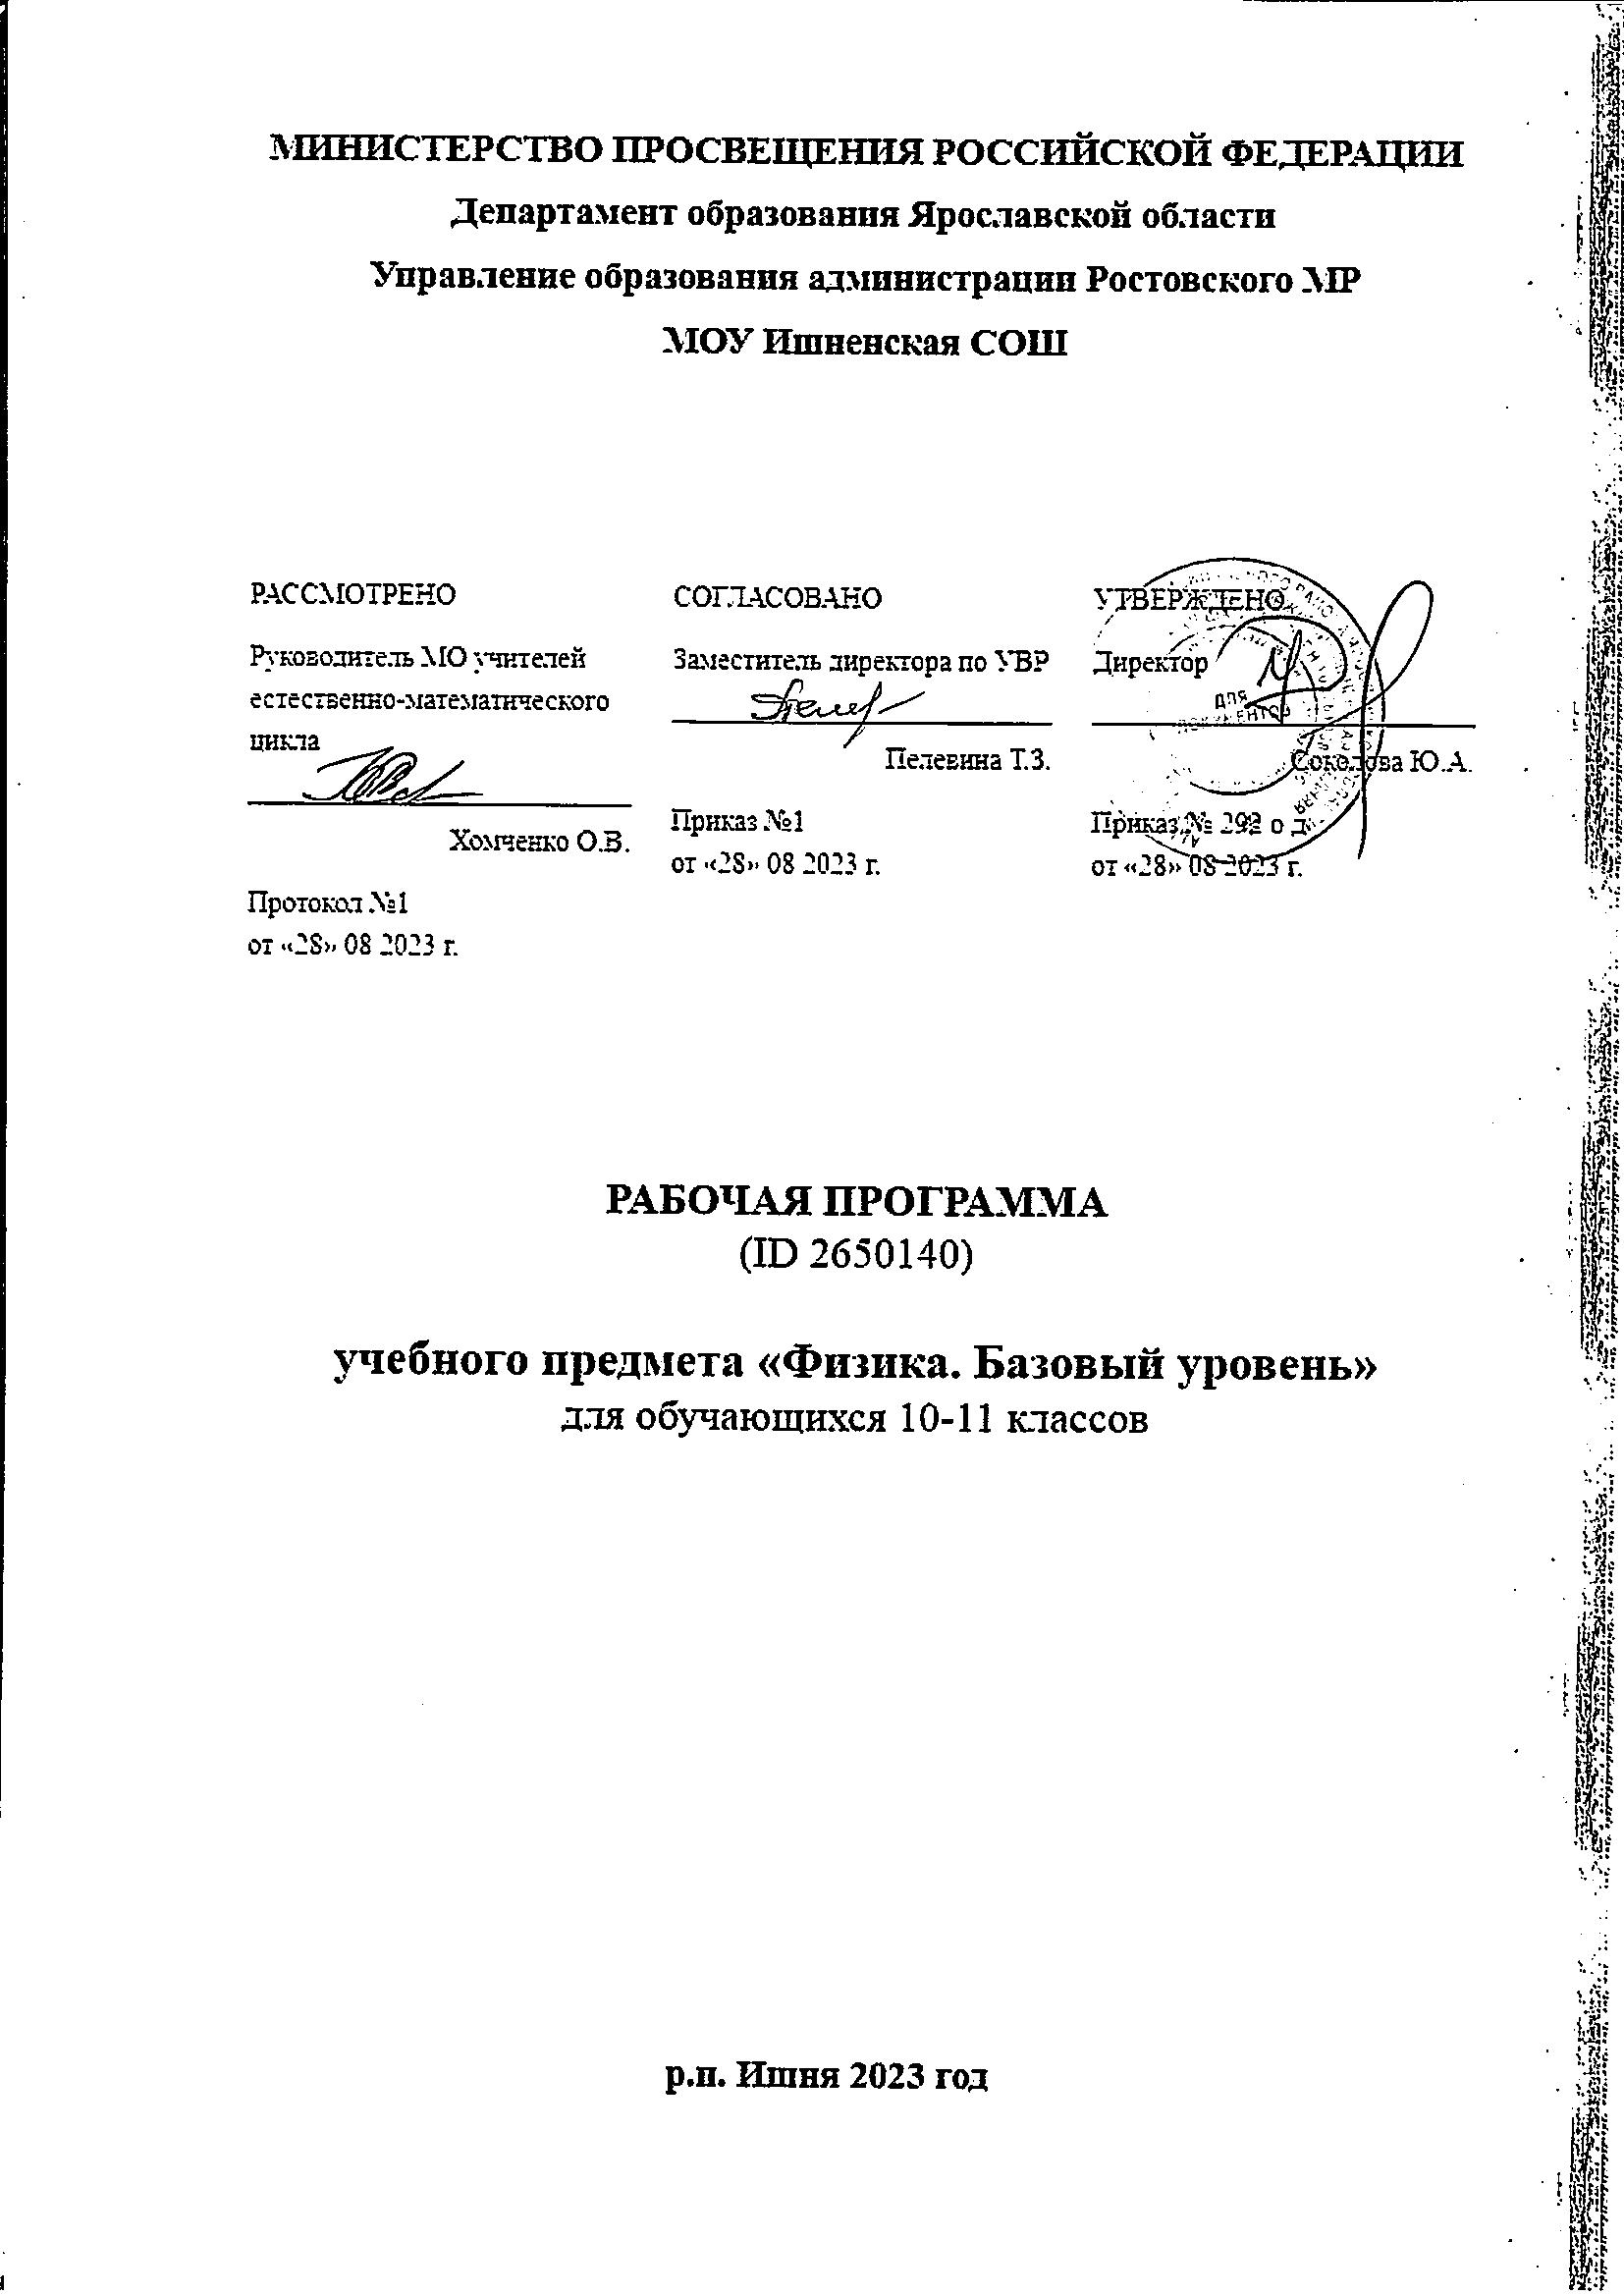 МИНИСТЕРСТВО ПРОСВЕЩЕНИЯ РОССИЙСКОЙ ФЕДЕРАЦИИ
Департамент образования Ярославской области
Управление образования администрации Ростовского МР
МОУ Ишненская СОШ
РАССМОТРЕНО
Руководитель МО учителей
естественно-математического
цикла
Хомченко О.В.
Протокол №1
от «28» 08 2023 г.
СОГЛАСОВАНО
Заместитель директора по УВР
Пелевина Т.З.
Приказ №1
от «28» 08 2023 г.
УТВЕРЖДЕНО
Директор
ДЛЯ
ДОКУМЕНТОВ
Соколова Ю.А.
Приказ № о д
от «28» 08 2023 г.
РАБОЧАЯ ПРОГРАММА
(ID 2650140)
учебного предмета «Физика. Базовый уровень»
для обучающихся 10-11 классов
р.п. Ишня 2023 год